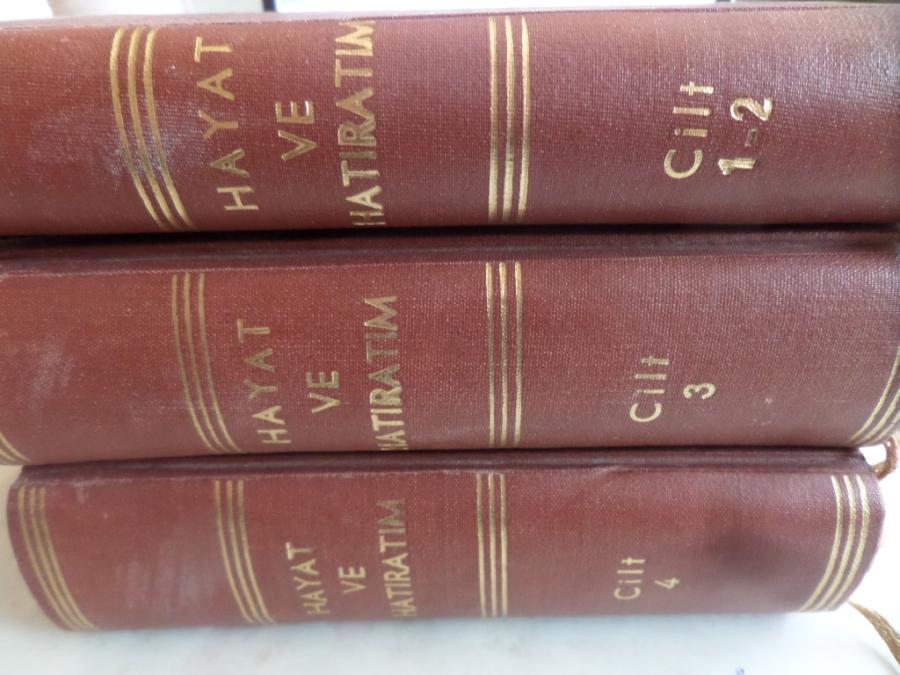 HAYAT
VE
HATIRATIM
Cilt
1-2
HAYAT
VE
HATIRATIM
Cilt
3
HAYAT
VE
HATIRATIM
Cilt
4